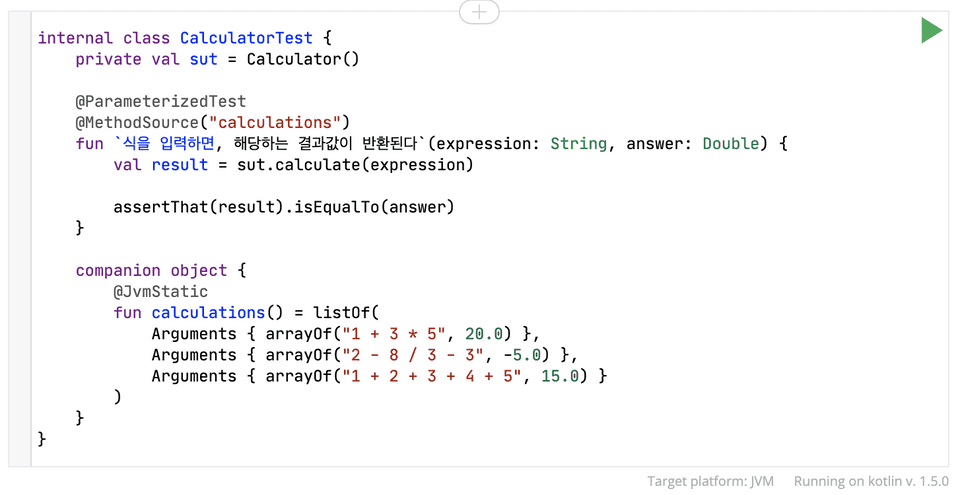 internal class CalculatorTest {
    private val sut = Calculator()

    @ParameterizedTest
    @MethodSource("calculations")
    fun `식을 입력하면, 해당하는 결과값이 반환된다`(expression: String, answer: Double) {
        val result = sut.calculate(expression)

        assertThat(result).isEqualTo(answer)
    }

    companion object {
        @JvmStatic
        fun calculations() = listOf(
            Arguments { arrayOf("1 + 3 * 5", 20.0) },
            Arguments { arrayOf("2 - 8 / 3 - 3", -5.0) },
            Arguments { arrayOf("1 + 2 + 3 + 4 + 5", 15.0) }
        )
    }
}
Target platform: JVM Running on kotlin v. 1.5.0